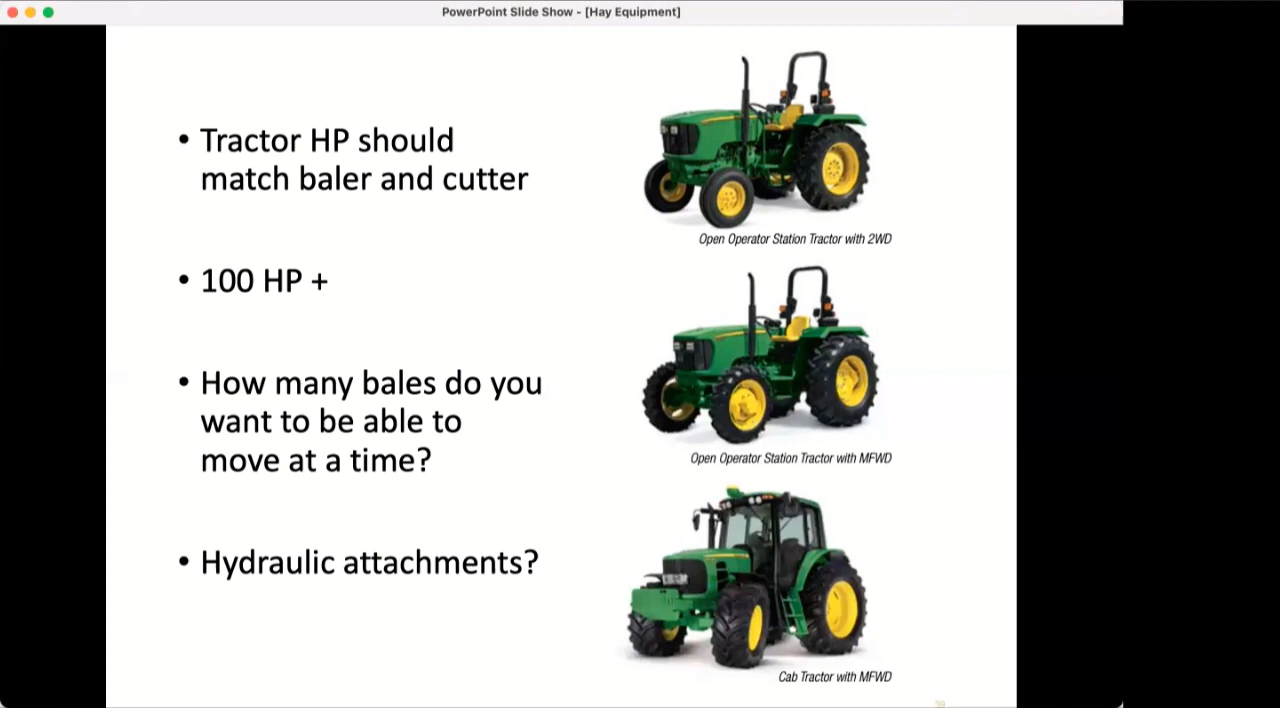 PowerPoint Slide Show - [Hay Equipment]
• Tractor HP should
match baler and cutter
• 100 HP +
• How many bales do you
want to be able to
move at a time?
• Hydraulic attachments?
Open Operator Station Tractor with 2WD
Open Operator Station Tractor with MFWD
Cab Tractor with MFWD